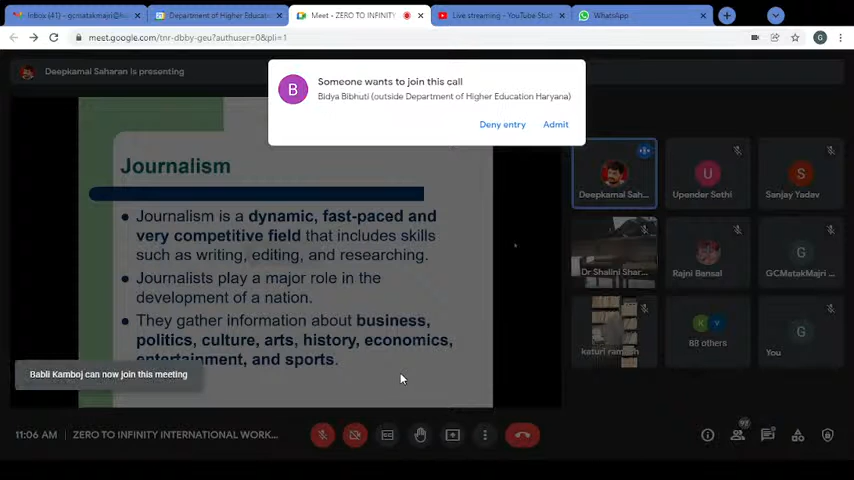 Inbox (41) - gcmatakmajri@hi
Department of Higher Education
Meet - ZERO TO INFINITY
Live streaming - YouTube Stud
WhatsApp
meet.google.com/tnr-dbby-geu?authuser=0&pli=1
G
Deepkamal Saharan is presenting
B
Someone wants to join this call
Bidya Bibhuti (outside Department of Higher Education Haryana)
Deny entry
Admit
Journalism
Journalism is a dynamic, fast-paced and
very competitive field that includes skills
such as writing, editing, and researching.
Journalists play a major role in the
development of a nation.
They gather information about business,
politics, culture, arts, history, economics,
entertainment, and sports.
Babli Kamboj can now join this meeting
Deepkamal Sah...
U
Upender Sethi
S
Sanjay Yadav
Dr Shalini Shar...
Rajni Bansal
G
GCMatakMajri ...
katuri ram
K
Y
88 others
G
You
11:06 AM | ZERO TO INFINITY INTERNATIONAL WORK...
97